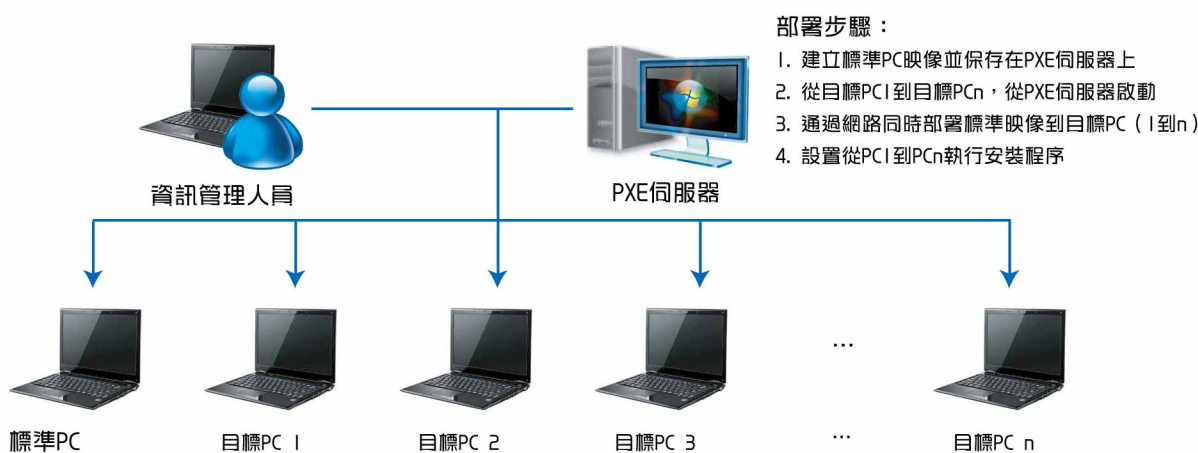 部署步驟：
1. 建立標準PC映像並保存在PXE伺服器上
2. 從目標PC1到目標PCn，從PXE伺服器啟動
3. 通過網路同時部署標準映像到目標PC（1到n）
4. 設置從PC1到PCn執行安裝程序
資訊管理人員
PXE伺服器
...
標準PC
目標PC 1
目標PC 2
目標PC 3
...
目標PC n